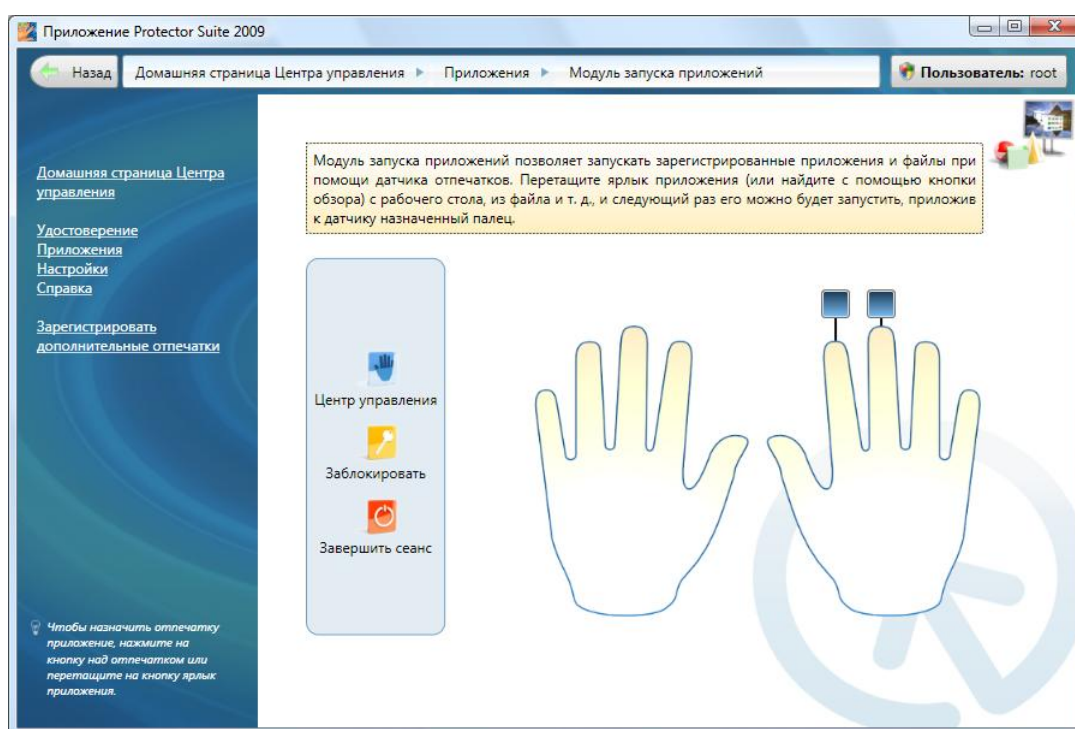 Приложение Protector Suite 2009
Назад
Домашняя страница Центра управления
Приложения
Модуль запуска приложений
Пользователь: root
Домашняя страница Центра
управления
Удостоверение
Приложения
Настройки
Справка
Зарегистрировать
дополнительные отпечатки
Модуль запуска приложений позволяет запускать зарегистрированные приложения и файлы при
помощи датчика отпечатков. Перетащите ярлык приложения (или найдите с помощью кнопки
обзора) с рабочего стола, из файла и т. д., и следующий раз его можно будет запустить, приложив
к датчику назначенный палец.
Центр управления
Заблокировать
Завершить сеанс
Чтобы назначить отпечатку
приложение, нажмите на
кнопку над отпечатком или
перетащите на кнопку ярлык
приложения.